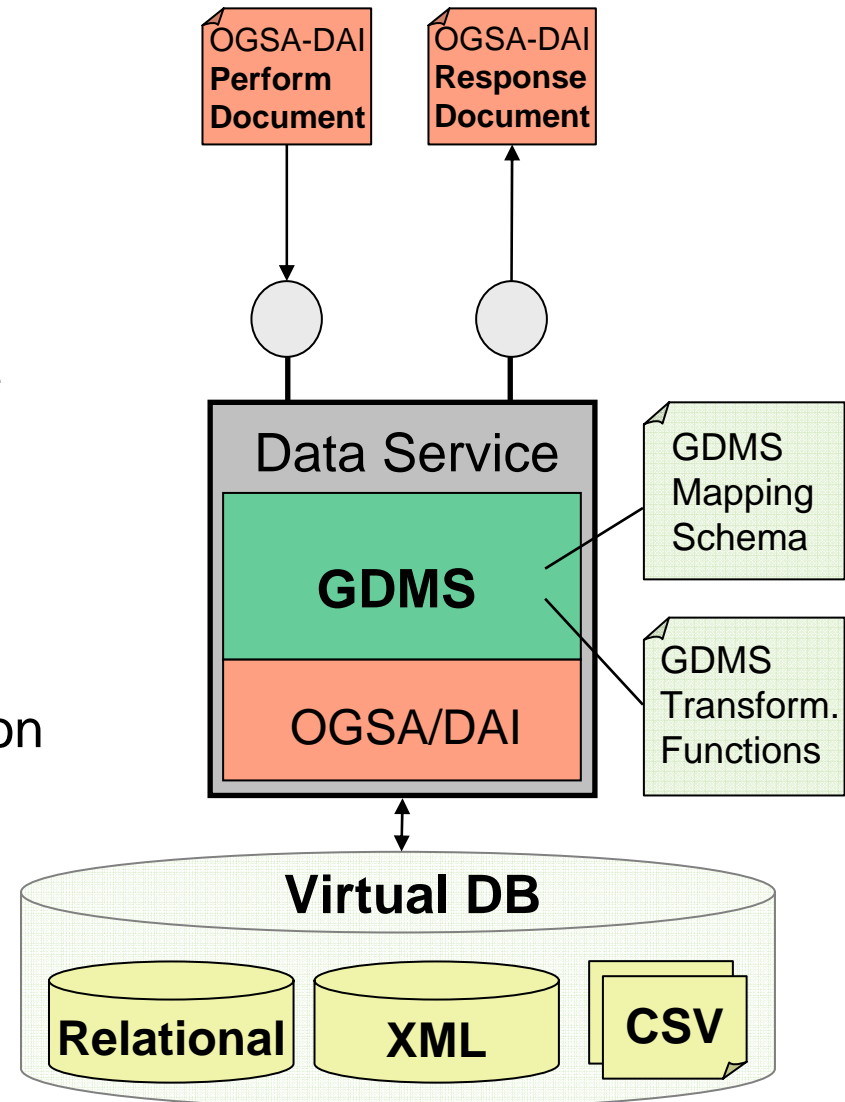 OGSA-DAI
Perform
Document
OGSA-DAI
Response
Document
Data Service
GDMS
OGSA/DAI
GDMS
Mapping
Schema
GDMS
Transform.
Functions
on
Virtual DB
Relational
XML
CSV